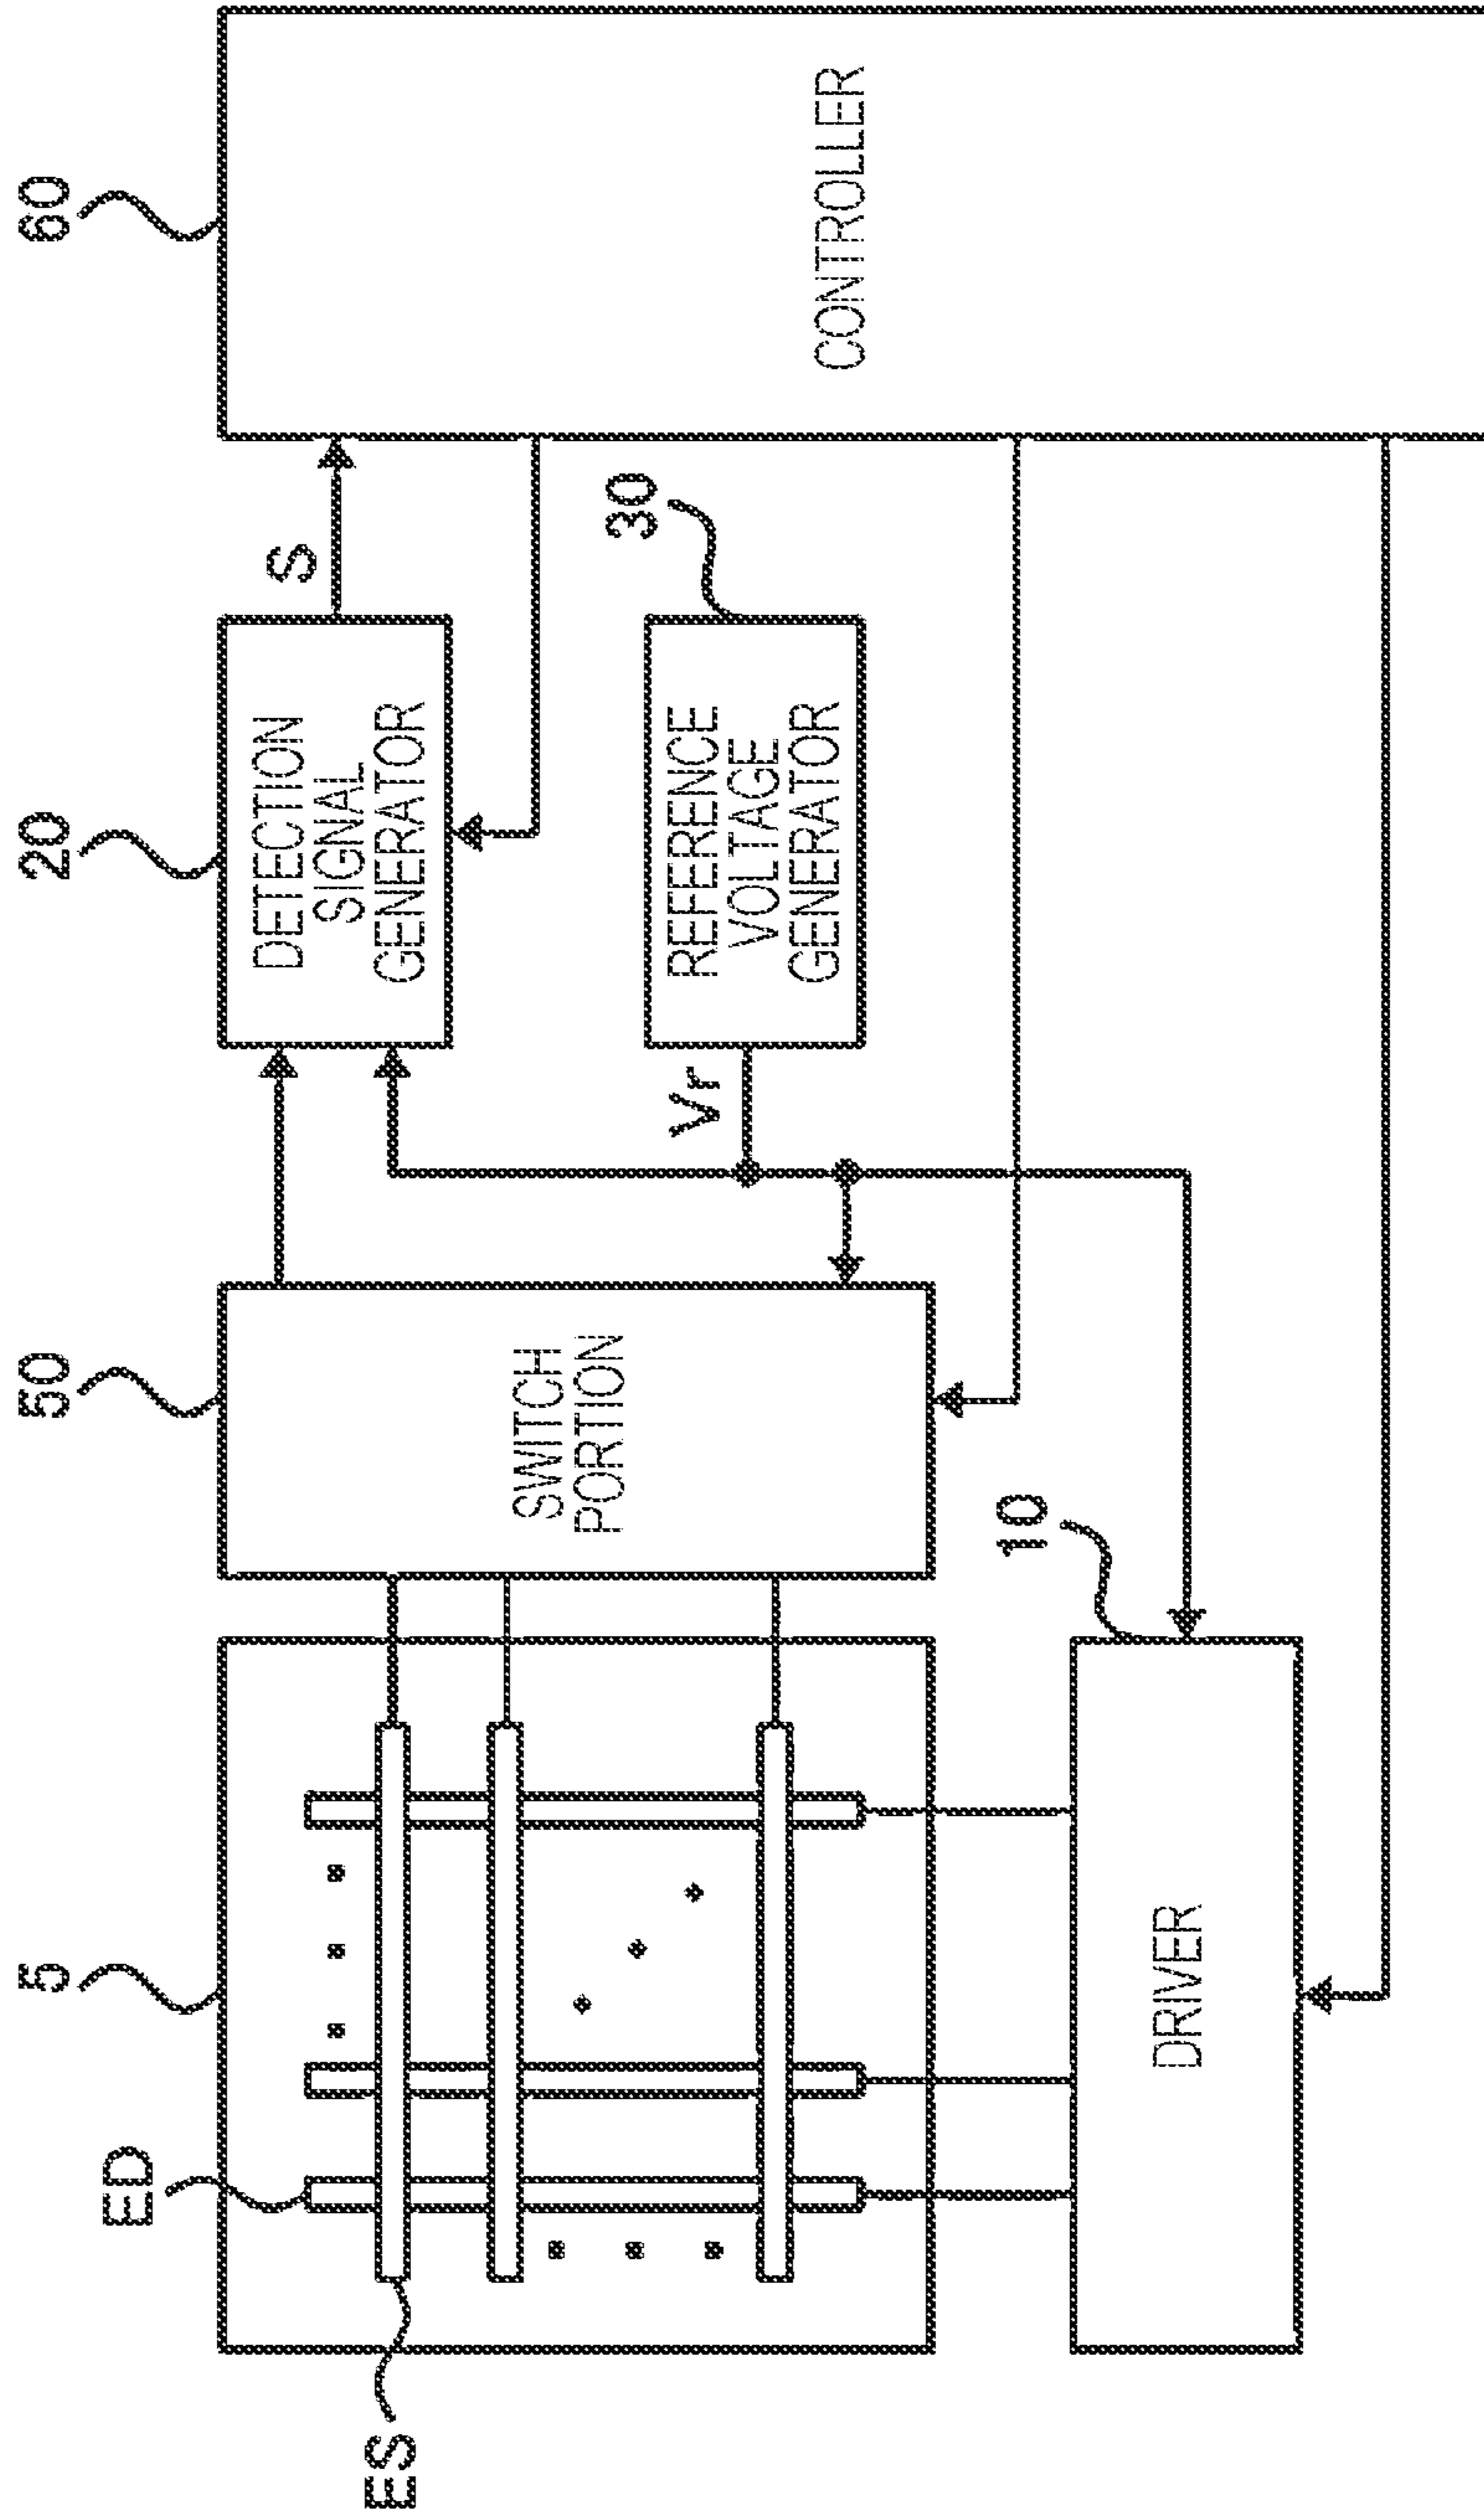 5
50
20
60
ED
ES
S
DETECTION
SIGNAL
GENERATOR
30
REFERENCE
VOLTAGE
GENERATOR
Vr
SWITCH
PORTION
CONTROLLER
10
DRIVER